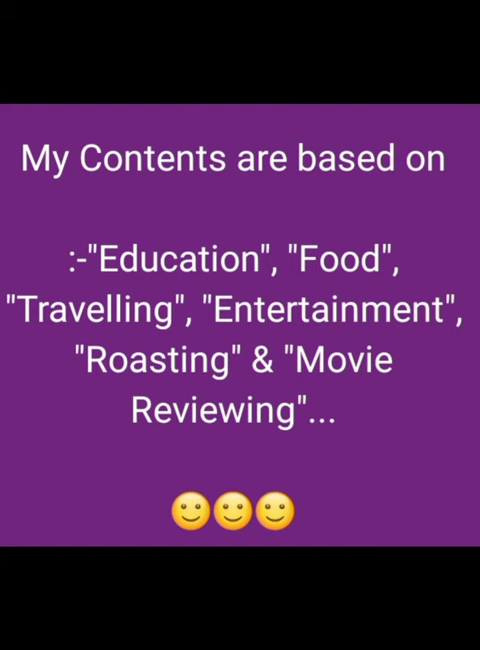 My Contents are based on
:-"Education", "Food",
"Travelling", "Entertainment",
"Roasting" & "Movie
Reviewing"...
🙂🙂🙂